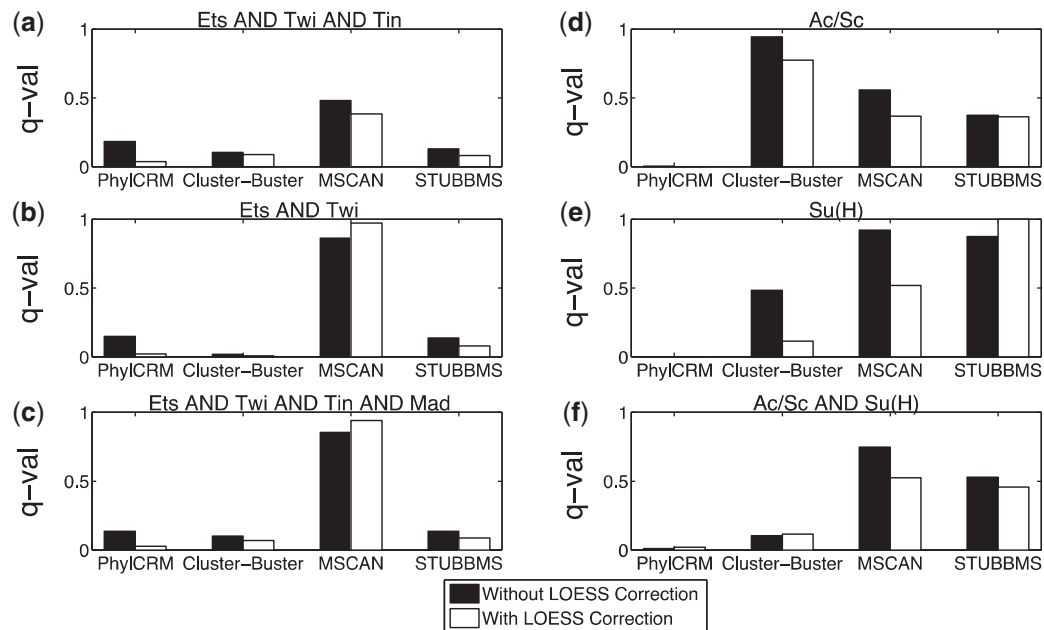 (a)
Ets AND Twi AND Tin
1
0.5
0
q-val
PhylCRM Cluster-Buster MSCAN STUBBMS
(d)
Ac/Sc
1
0.5
0
q-val
PhylCRM Cluster-Buster MSCAN STUBBMS
(b)
Ets AND Twi
1
0.5
0
q-val
PhylCRM Cluster-Buster MSCAN STUBBMS
(e)
Su(H)
1
0.5
0
q-val
PhylCRM Cluster-Buster MSCAN STUBBMS
(c)
Ets AND Twi AND Tin AND Mad
1
0.5
0
q-val
PhylCRM Cluster-Buster MSCAN STUBBMS
(f)
Ac/Sc AND Su(H)
1
0.5
0
q-val
PhylCRM Cluster-Buster MSCAN STUBBMS
Without LOESS Correction
With LOESS Correction